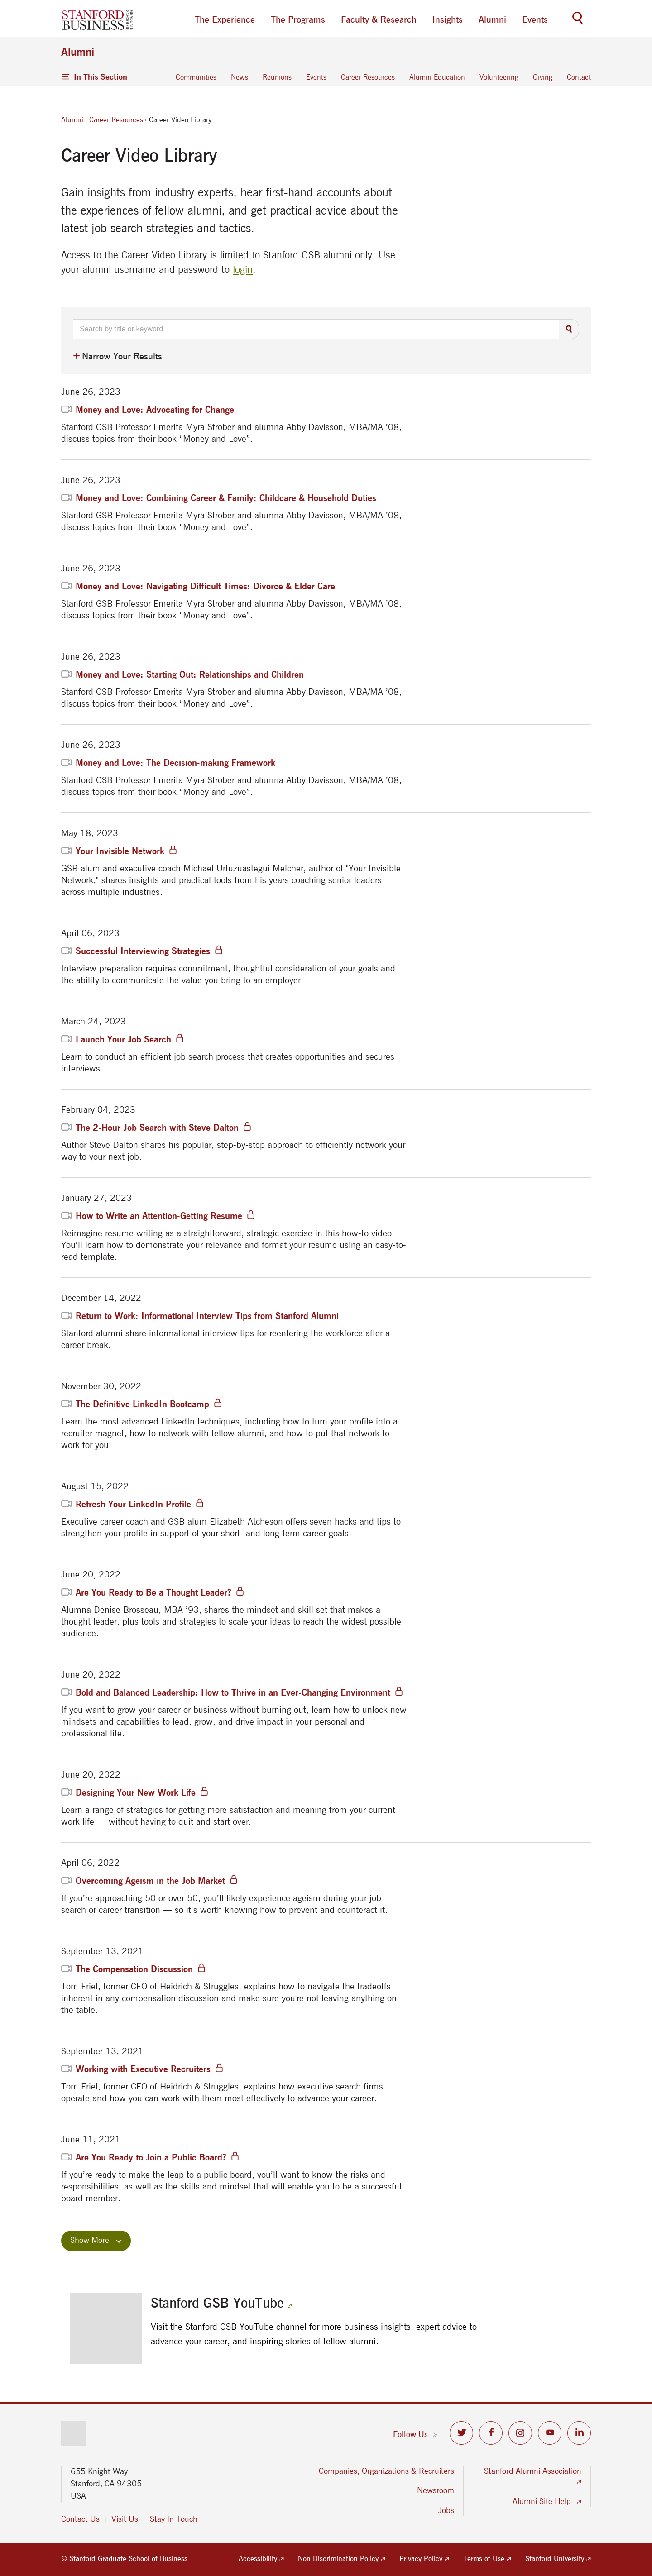 STANFORD
BUSINESS
The Experience
The Programs
Faculty & Research
Insights
Alumni
Events
Alumni
In This Section
Communities
News
Reunions
Events
Career Resources
Alumni Education
Volunteering
Giving
Contact
Alumni › Career Resources › Career Video Library
Career Video Library
Gain insights from industry experts, hear first-hand accounts about
the experiences of fellow alumni, and get practical advice about the
latest job search strategies and tactics.
Access to the Career Video Library is limited to Stanford GSB alumni only. Use
your alumni username and password to login.
Search by title or keyword
Narrow Your Results
June 26, 2023
Money and Love: Advocating for Change
Stanford GSB Professor Emerita Myra Strober and alumna Abby Davisson, MBA/MA ’08,
discuss topics from their book “Money and Love”.
June 26, 2023
Money and Love: Combining Career & Family: Childcare & Household Duties
Stanford GSB Professor Emerita Myra Strober and alumna Abby Davisson, MBA/MA ’08,
discuss topics from their book “Money and Love”.
June 26, 2023
Money and Love: Navigating Difficult Times: Divorce & Elder Care
Stanford GSB Professor Emerita Myra Strober and alumna Abby Davisson, MBA/MA ’08,
discuss topics from their book “Money and Love”.
June 26, 2023
Money and Love: Starting Out: Relationships and Children
Stanford GSB Professor Emerita Myra Strober and alumna Abby Davisson, MBA/MA ’08,
discuss topics from their book “Money and Love”.
June 26, 2023
Money and Love: The Decision-making Framework
Stanford GSB Professor Emerita Myra Strober and alumna Abby Davisson, MBA/MA ’08,
discuss topics from their book “Money and Love”.
May 18, 2023
Your Invisible Network
GSB alum and executive coach Michael Urtuzuastegui Melcher, author of "Your Invisible
Network," shares insights and practical tools from his years coaching senior leaders
across multiple industries.
April 06, 2023
Successful Interviewing Strategies
Interview preparation requires commitment, thoughtful consideration of your goals and
the ability to communicate the value you bring to an employer.
March 24, 2023
Launch Your Job Search
Learn to conduct an efficient job search process that creates opportunities and secures
interviews.
February 04, 2023
The 2-Hour Job Search with Steve Dalton
Author Steve Dalton shares his popular, step-by-step approach to efficiently network your
way to your next job.
January 27, 2023
How to Write an Attention-Getting Resume
Reimagine resume writing as a straightforward, strategic exercise in this how-to video.
You’ll learn how to demonstrate your relevance and format your resume using an easy-to-
read template.
December 14, 2022
Return to Work: Informational Interview Tips from Stanford Alumni
Stanford alumni share informational interview tips for reentering the workforce after a
career break.
November 30, 2022
The Definitive LinkedIn Bootcamp
Learn the most advanced LinkedIn techniques, including how to turn your profile into a
recruiter magnet, how to network with fellow alumni, and how to put that network to
work for you.
August 15, 2022
Refresh Your LinkedIn Profile
Executive career coach and GSB alum Elizabeth Atcheson offers seven hacks and tips to
strengthen your profile in support of your short- and long-term career goals.
June 20, 2022
Are You Ready to Be a Thought Leader?
Alumna Denise Brosseau, MBA ’93, shares the mindset and skill set that makes a
thought leader, plus tools and strategies to scale your ideas to reach the widest possible
audience.
June 20, 2022
Bold and Balanced Leadership: How to Thrive in an Ever-Changing Environment
If you want to grow your career or business without burning out, learn how to unlock new
mindsets and capabilities to lead, grow, and drive impact in your personal and
professional life.
June 20, 2022
Designing Your New Work Life
Learn a range of strategies for getting more satisfaction and meaning from your current
work life — without having to quit and start over.
April 06, 2022
Overcoming Ageism in the Job Market
If you’re approaching 50 or over 50, you’ll likely experience ageism during your job
search or career transition — so it’s worth knowing how to prevent and counteract it.
September 13, 2021
The Compensation Discussion
Tom Friel, former CEO of Heidrich & Struggles, explains how to navigate the tradeoffs
inherent in any compensation discussion and make sure you're not leaving anything on
the table.
September 13, 2021
Working with Executive Recruiters
Tom Friel, former CEO of Heidrich & Struggles, explains how executive search firms
operate and how you can work with them most effectively to advance your career.
June 11, 2021
Are You Ready to Join a Public Board?
If you’re ready to make the leap to a public board, you’ll want to know the risks and
responsibilities, as well as the skills and mindset that will enable you to be a successful
board member.
Show More
Stanford GSB YouTube
Visit the Stanford GSB YouTube channel for more business insights, expert advice to
advance your career, and inspiring stories of fellow alumni.
Follow Us
655 Knight Way
Stanford, CA 94305
USA
Contact Us
Visit Us
Stay In Touch
Companies, Organizations & Recruiters
Newsroom
Jobs
Stanford Alumni Association
Alumni Site Help
© Stanford Graduate School of Business
Accessibility
Non-Discrimination Policy
Privacy Policy
Terms of Use
Stanford University